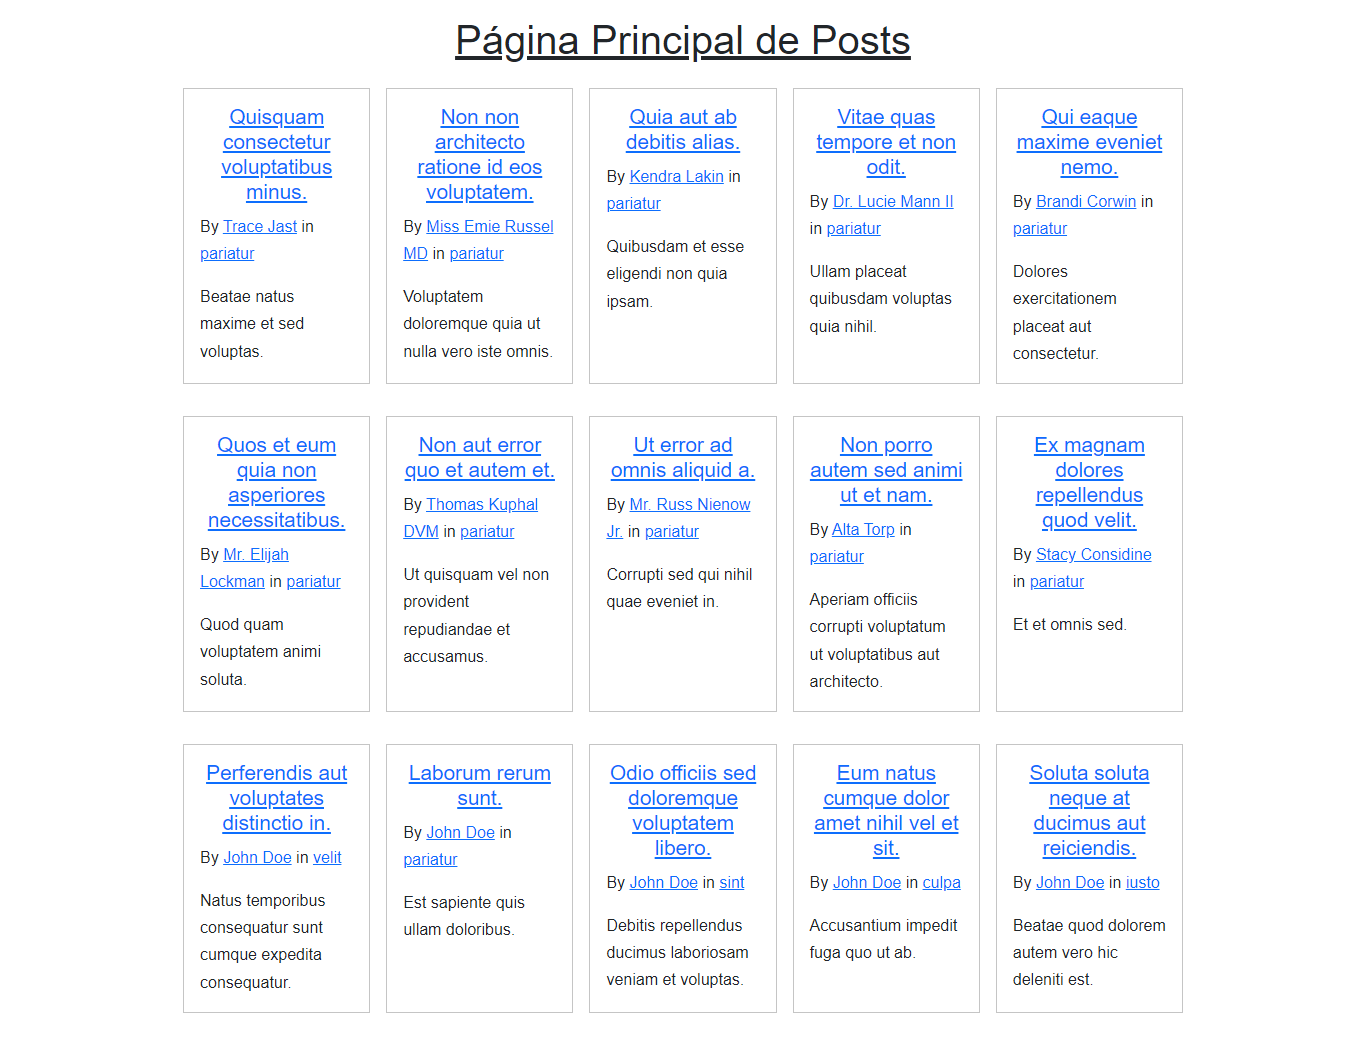 Página Principal de Posts
Quisquam
consectetur
voluptatibus
minus.
By Trace Jast in
pariatur
Beatae natus
maxime et sed
voluptas.
Non non
architecto
ratione id eos
voluptatem.
By Miss Emie Russel
MD in pariatur
Voluptatem
doloremque quia ut
nulla vero iste omnis.
Quia aut ab
debitis alias.
By Kendra Lakin in
pariatur
Quibusdam et esse
eligendi non quia
ipsam.
Vitae quas
tempore et non
odit.
By Dr. Lucie Mann II
in pariatur
Ullam placeat
quibusdam voluptas
quia nihil.
Qui eaque
maxime eveniet
nemo.
By Brandi Corwin in
pariatur
Dolores
exercitationem
placeat aut
consectetur.
Quos et eum
quia non
asperiores
necessitatibus.
By Mr. Elijah
Lockman in pariatur
Quod quam
voluptatem animi
soluta.
Non aut error
quo et autem et.
By Thomas Kuphal
DVM in pariatur
Ut quisquam vel non
provident
repudiandae et
accusamus.
Ut error ad
omnis aliquid a.
By Mr. Russ Nienow
Jr. in pariatur
Corrupti sed qui nihil
quae eveniet in.
Non porro
autem sed animi
ut et nam.
By Alta Torp in
pariatur
Aperiam officiis
corrupti voluptatum
ut voluptatibus aut
architecto.
Ex magnam
dolores
repellendus
quod velit.
By Stacy Considine
in pariatur
Et et omnis sed.
Perferendis aut
voluptates
distinctio in.
By John Doe in velit
Natus temporibus
consequatur sunt
cumque expedita
consequatur.
Laborum rerum
sunt.
By John Doe in
pariatur
Est sapiente quis
ullam doloribus.
Odio officiis sed
doloremque
voluptatem
libero.
By John Doe in sint
Debitis repellendus
ducimus laboriosam
veniam et voluptas.
Eum natus
cumque dolor
amet nihil vel et
sit.
By John Doe in culpa
Accusantium impedit
fuga quo ut ab.
Soluta soluta
neque at
ducimus aut
reiciendis.
By John Doe in iusto
Beatae quod dolorem
autem vero hic
deleniti est.